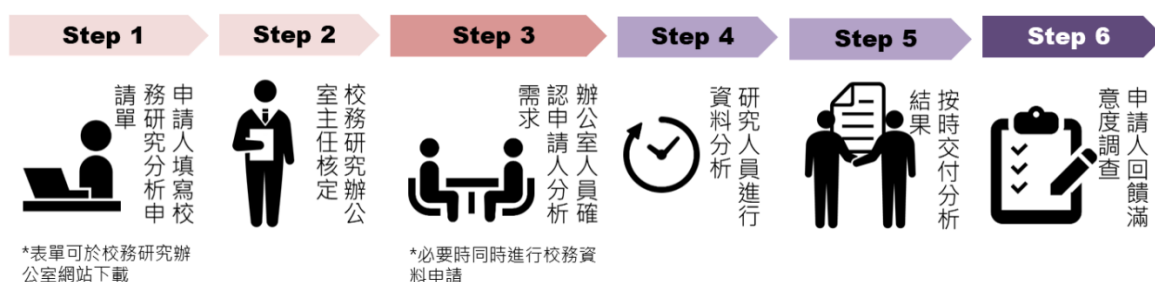 Step 1
申請人填寫校
務研究分析申
請單
*表單可於校務研究辦
公室網站下載
Step 2
校務研究辦公
室主任核定
Step 3
辦公室人員確
認申請人分析
需求
*必要時同時進行校務資
料申請
Step 4
研究人員進行
資料分析
Step 5
按時交付分析
結果
Step 6
申請人回饋滿
意度調查